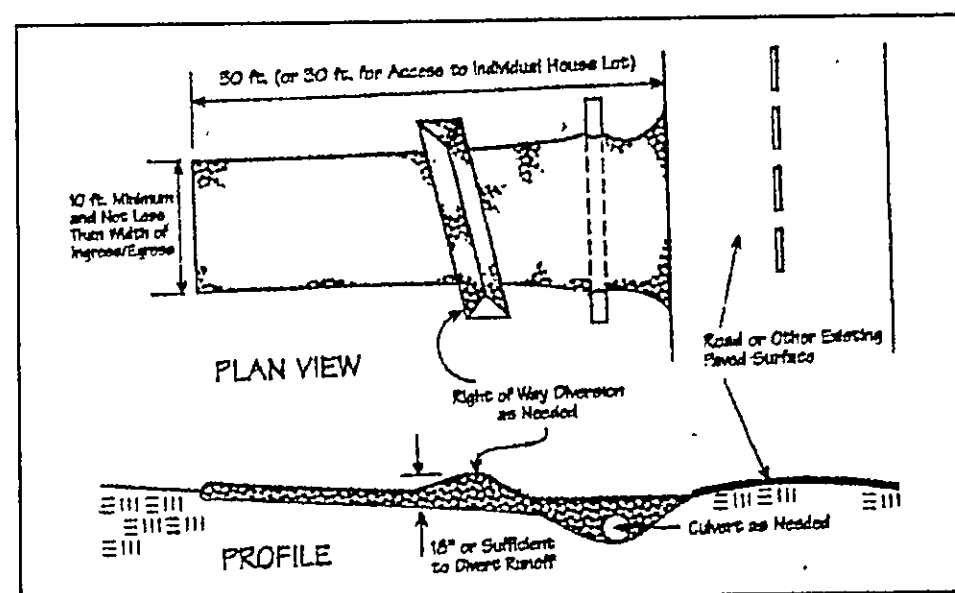 50 ft. (or 30 ft. for Access to Individual House Lot)
10 ft. Minimum
and Not Less
Than Width of
Ingress/Egress
PLAN VIEW
Road or Other Existing
Paved Surface
Right of Way Diversion
as Needed
Culvert as Needed
18" or Sufficient
to Divert Runoff
PROFILE